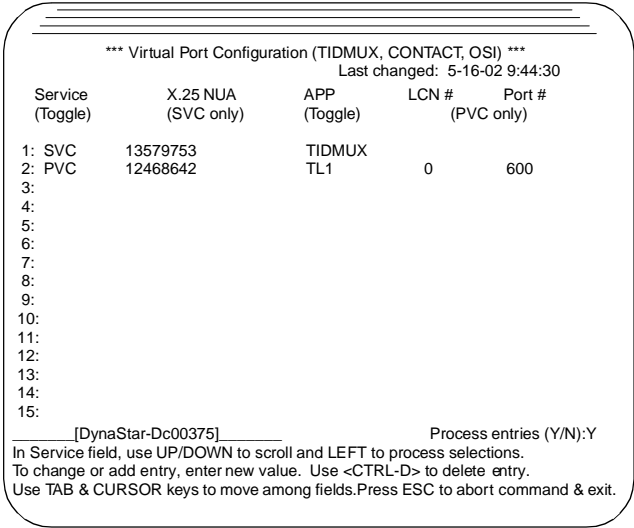 *** Virtual Port Configuration (TIDMUX, CONTACT, OSI) ***
Last changed: 5-16-02 9:44:30
Service X.25 NUA APP LCN # Port #
(Toggle) (SVC only) (Toggle) (PVC only)
1: SVC 13579753 TIDMUX
2: PVC 12468642 TL1 0 600
3:
4:
5:
6:
7:
8:
9:
10:
11:
12:
13:
14:
15:
_______[DynaStar-Dc00375]_______ Process entries (Y/N):Y
In Service field, use UP/DOWN to scroll and LEFT to process selections.
To change or add entry, enter new value. Use <CTRL-D> to delete entry.
Use TAB & CURSOR keys to move among fields.Press ESC to abort command & exit.